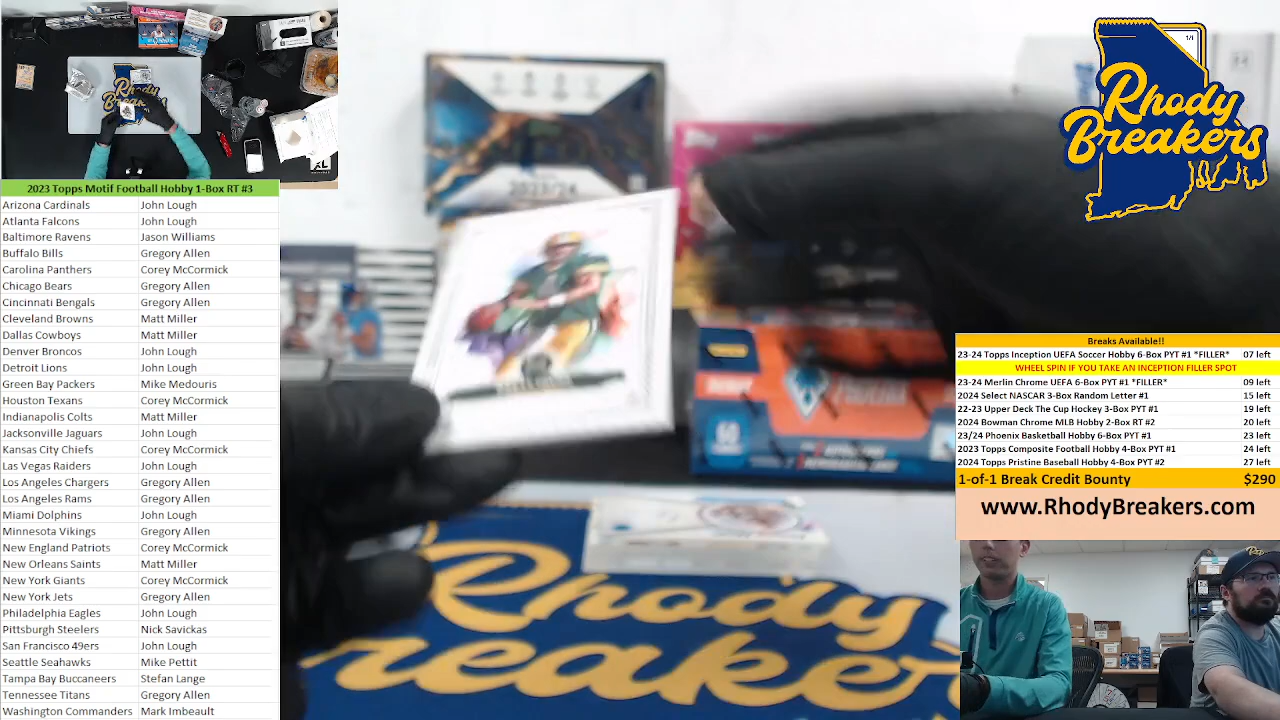 2023 Topps Motif Football Hobby 1-Box RT #3
Arizona Cardinals John Lough
Atlanta Falcons John Lough
Baltimore Ravens Jason Williams
Buffalo Bills Gregory Allen
Carolina Panthers Corey McCormick
Chicago Bears Gregory Allen
Cincinnati Bengals Gregory Allen
Cleveland Browns Matt Miller
Dallas Cowboys Matt Miller
Denver Broncos John Lough
Detroit Lions John Lough
Green Bay Packers Mike Medouris
Houston Texans Corey McCormick
Indianapolis Colts Matt Miller
Jacksonville Jaguars John Lough
Kansas City Chiefs Corey McCormick
Las Vegas Raiders John Lough
Los Angeles Chargers Gregory Allen
Los Angeles Rams Gregory Allen
Miami Dolphins John Lough
Minnesota Vikings Gregory Allen
New England Patriots Corey McCormick
New Orleans Saints Matt Miller
New York Giants Corey McCormick
New York Jets Gregory Allen
Philadelphia Eagles John Lough
Pittsburgh Steelers Nick Savickas
San Francisco 49ers John Lough
Seattle Seahawks Mike Pettit
Tampa Bay Buccaneers Stefan Lange
Tennessee Titans Gregory Allen
Washington Commanders Mark Imbeault
2023/24
Rhody
Breakers
1/1
Rhody
Breakers
Breaks Available!!
23-24 Topps Inception UEFA Soccer Hobby 6-Box PYT #1 *FILLER* 07 left
WHEEL SPIN IF YOU TAKE AN INCEPTION FILLER SPOT
23-24 Merlin Chrome UEFA 6-Box PYT #1 *FILLER* 09 left
2024 Select NASCAR 3-Box Random Letter #1 15 left
22-23 Upper Deck The Cup Hockey 3-Box PYT #1 19 left
2024 Bowman Chrome MLB Hobby 2-Box RT #2 20 left
23/24 Phoenix Basketball Hobby 6-Box PYT #1 23 left
2023 Topps Composite Football Hobby 4-Box PYT #1 24 left
2024 Topps Pristine Baseball Hobby 4-Box PYT #2 27 left
1-of-1 Break Credit Bounty $290
www.RhodyBreakers.com